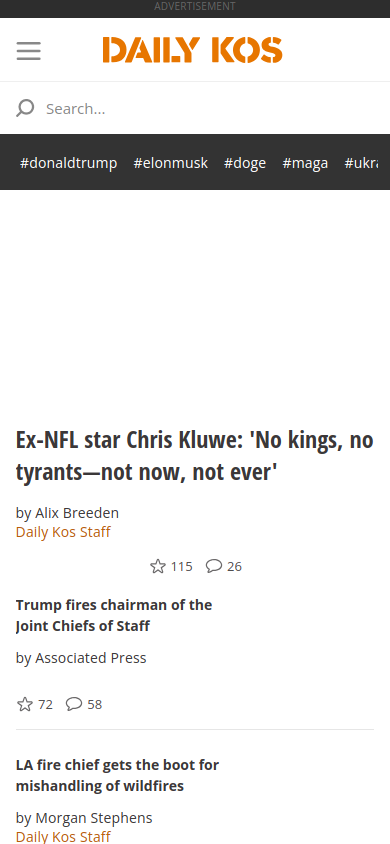 ADVERTISEMENT
DAILY KOS
Search...
#donaldtrump #elonmusk #doge #maga #ukra
Ex-NFL star Chris Kluwe: 'No kings, no
tyrants—not now, not ever'
by Alix Breeden
Daily Kos Staff
115 26
Trump fires chairman of the
Joint Chiefs of Staff
by Associated Press
72 58
LA fire chief gets the boot for
mishandling of wildfires
by Morgan Stephens
Daily Kos Staff